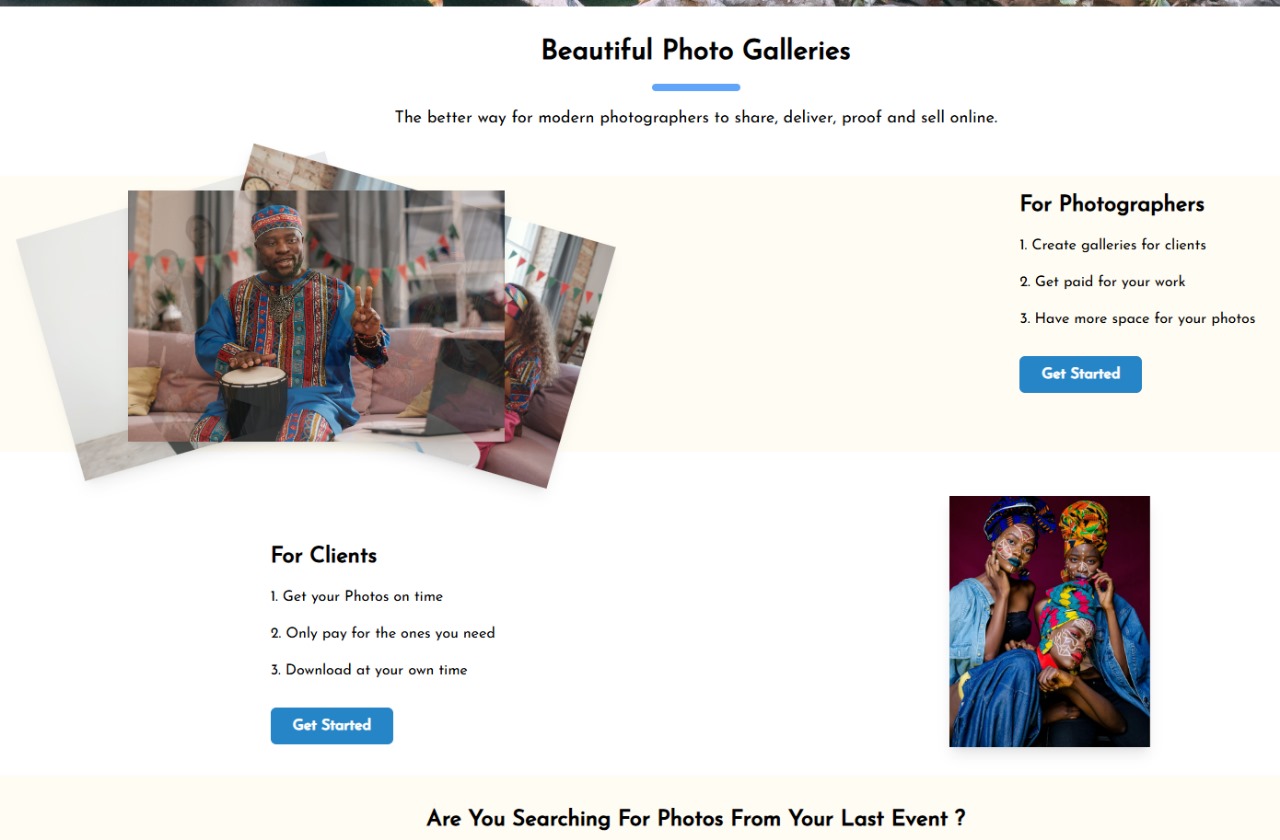 Beautiful Photo Galleries
The better way for modern photographers to share, deliver, proof and sell online.
For Photographers
1. Create galleries for clients
2. Get paid for your work
3. Have more space for your photos
Get Started
For Clients
1. Get your Photos on time
2. Only pay for the ones you need
3. Download at your own time
Get Started
Are You Searching For Photos From Your Last Event ?